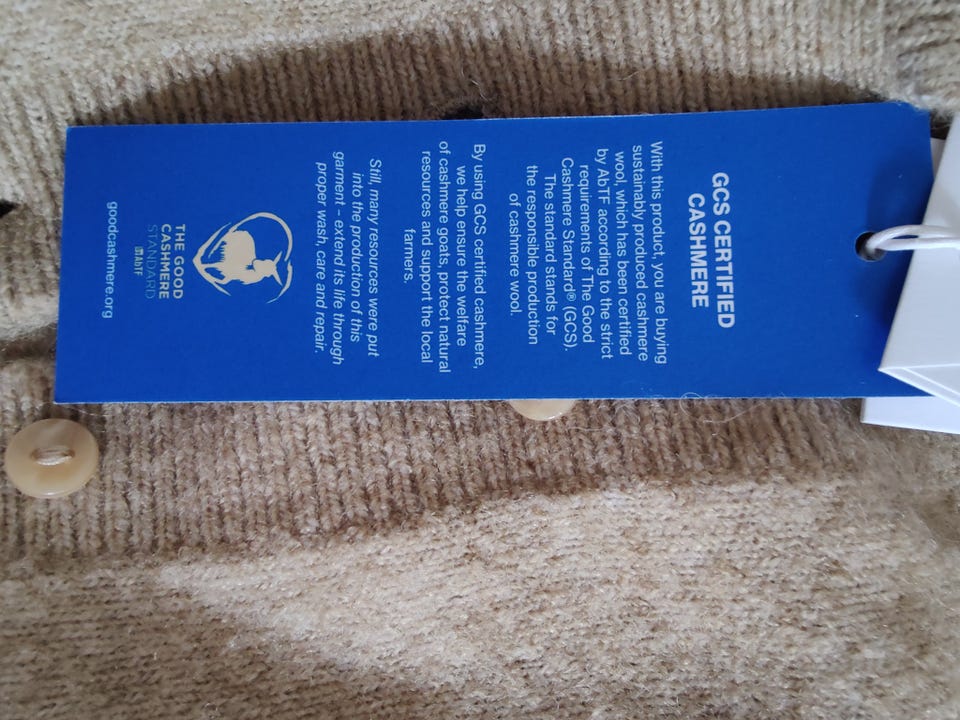 GCS CERTIFIED
CASHMERE
With this product, you are buying
sustainably produced cashmere
wool, which has been certified
by AbTF according to the strict
requirements of The Good
Cashmere Standard® (GCS).
The standard stands for
the responsible production
of cashmere wool.
By using GCS certified cashmere,
we help ensure the welfare
of cashmere goats, protect natural
resources and support the local
farmers.
Still, many resources were put
into the production of this
garment – extend its life through
proper wash, care and repair.
THE GOOD
CASHMERE
STANDARD
by AbTF
goodcashmere.org